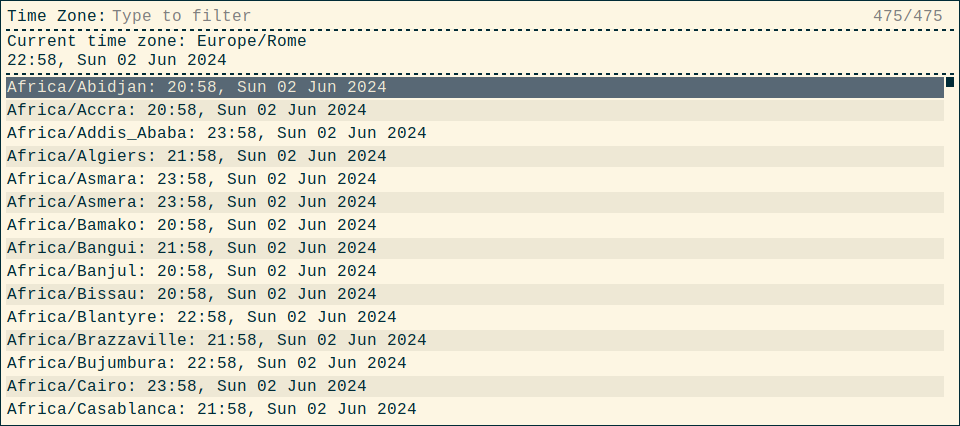 Time Zone: Type to filter 475/475
Current time zone: Europe/Rome
22:58, Sun 02 Jun 2024
Africa/Abidjan: 20:58, Sun 02 Jun 2024
Africa/Accra: 20:58, Sun 02 Jun 2024
Africa/Addis_Ababa: 23:58, Sun 02 Jun 2024
Africa/Algiers: 21:58, Sun 02 Jun 2024
Africa/Asmara: 23:58, Sun 02 Jun 2024
Africa/Asmera: 23:58, Sun 02 Jun 2024
Africa/Bamako: 20:58, Sun 02 Jun 2024
Africa/Bangui: 21:58, Sun 02 Jun 2024
Africa/Banjul: 20:58, Sun 02 Jun 2024
Africa/Bissau: 20:58, Sun 02 Jun 2024
Africa/Blantyre: 22:58, Sun 02 Jun 2024
Africa/Brazzaville: 21:58, Sun 02 Jun 2024
Africa/Bujumbura: 22:58, Sun 02 Jun 2024
Africa/Cairo: 23:58, Sun 02 Jun 2024
Africa/Casablanca: 21:58, Sun 02 Jun 2024